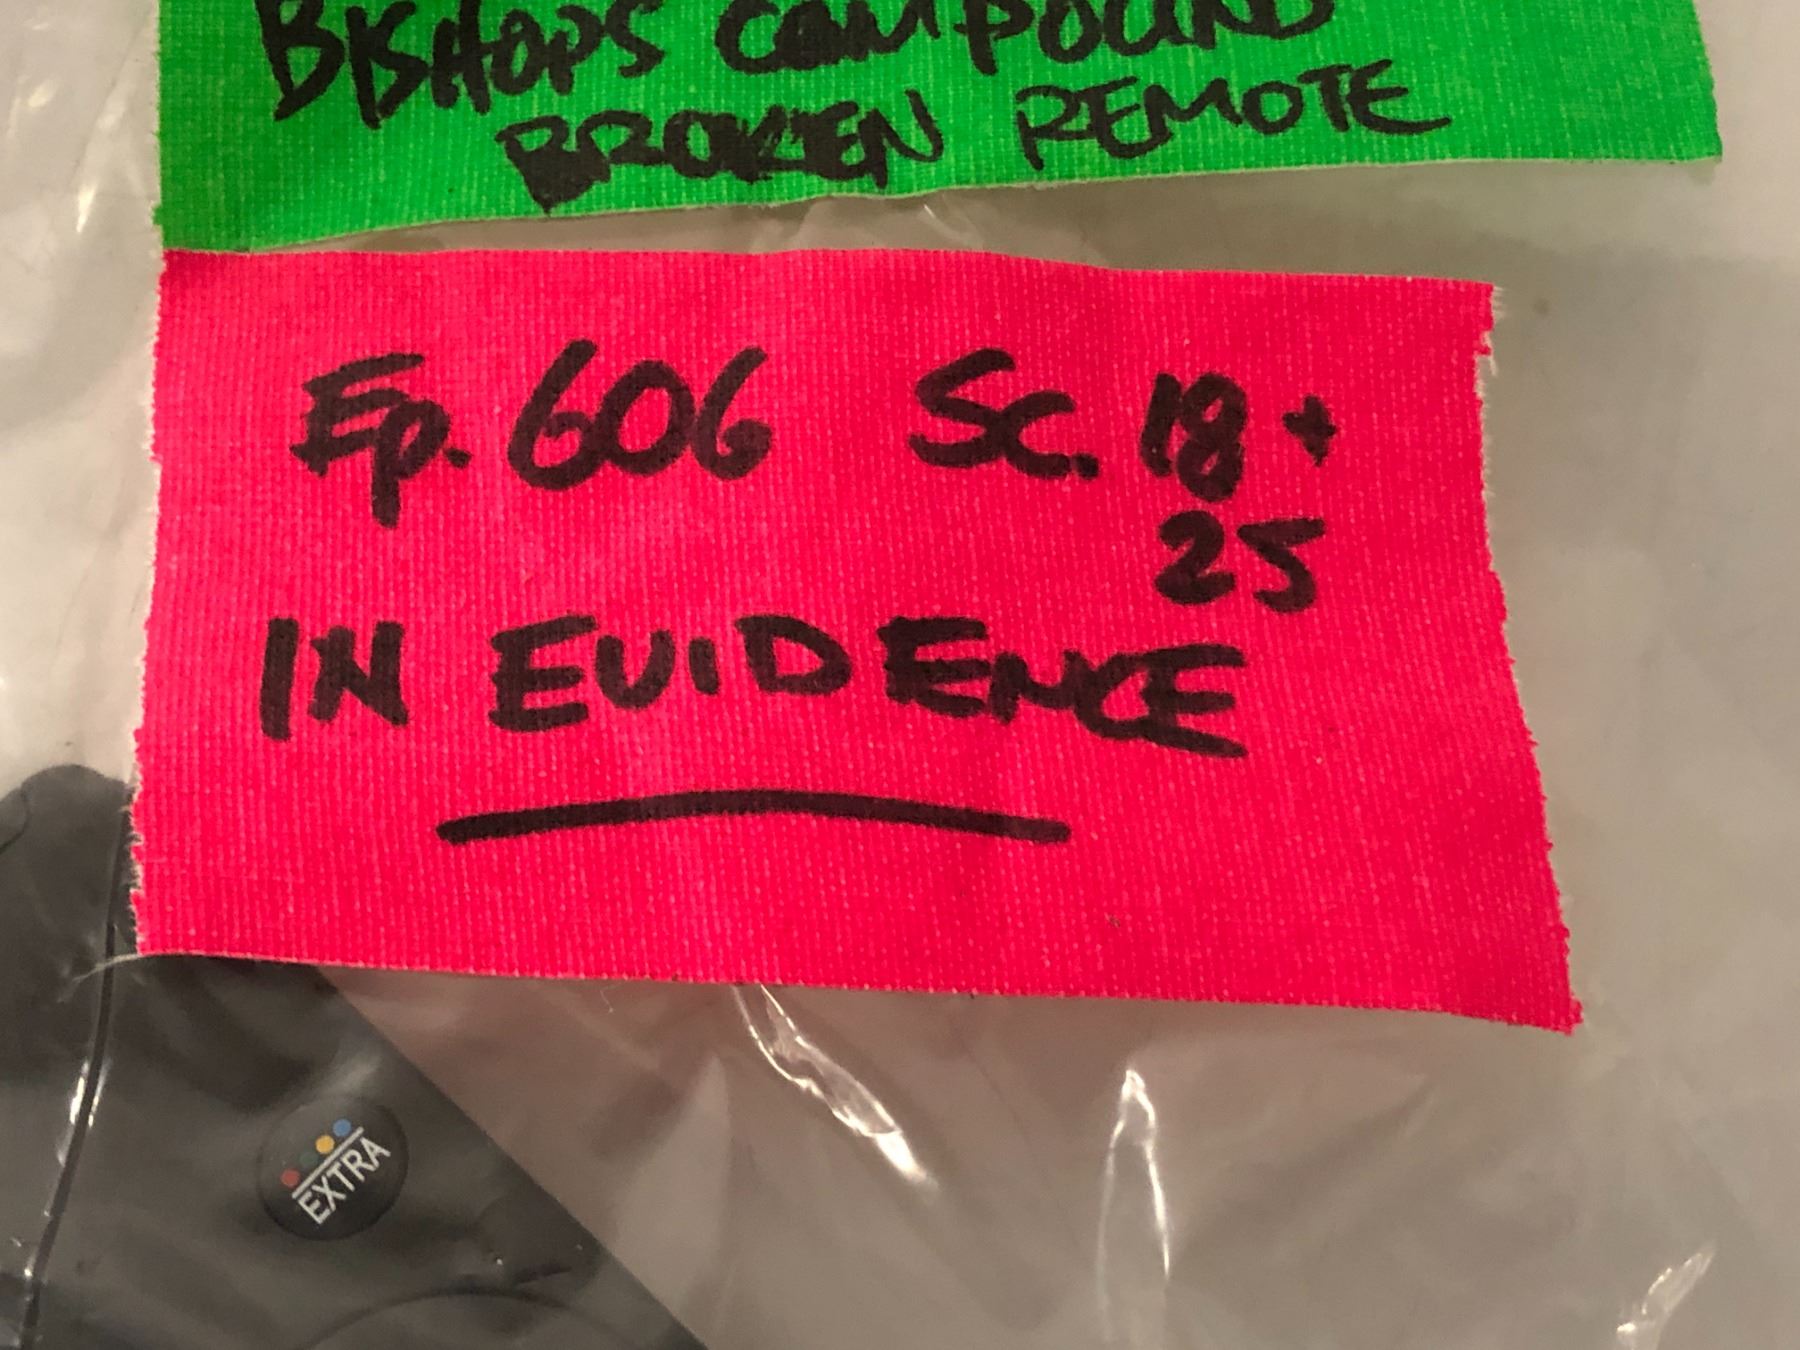 BISHOPS COMPOUND
BROKEN REMOTE
Ep. 606 Sc. 18 +
25
IN EVIDENCE
EXTRA